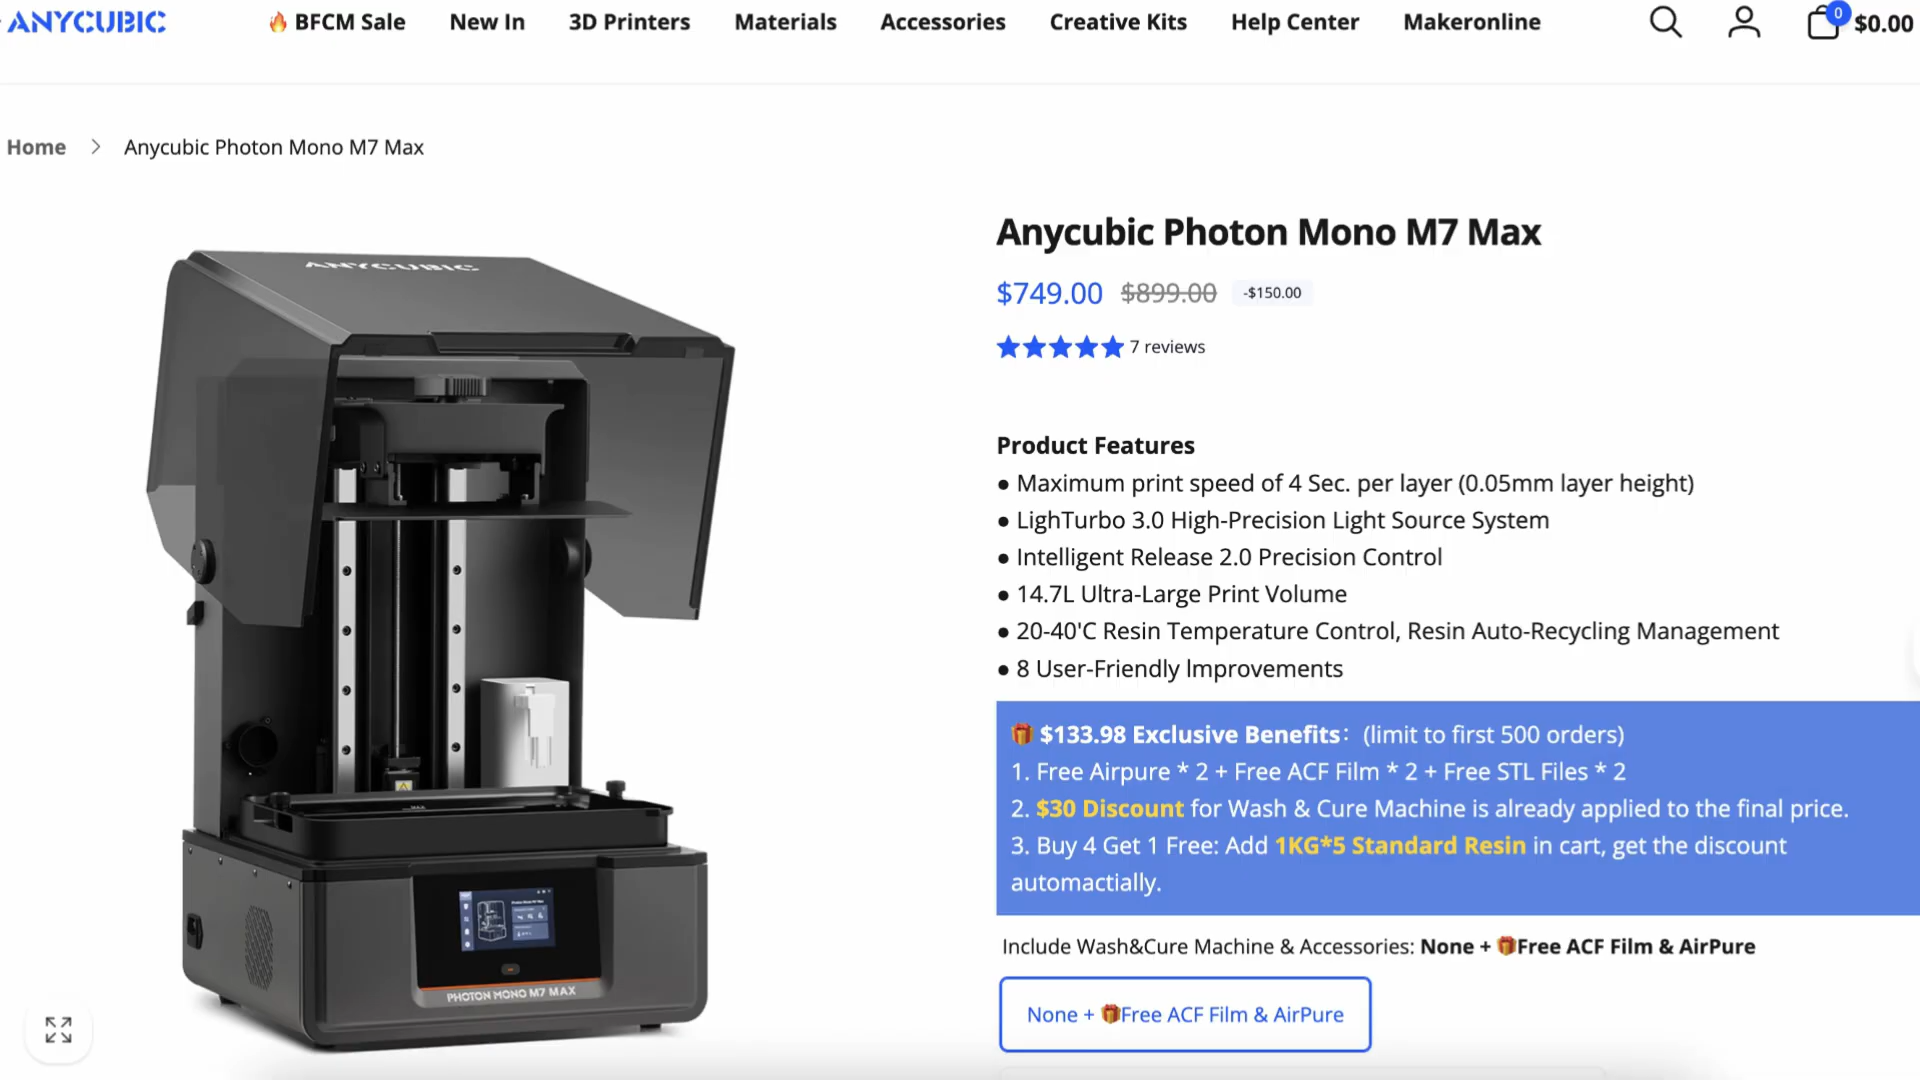 ANYCUBIC
🔥 BFCM Sale
New In
3D Printers
Materials
Accessories
Creative Kits
Help Center
Makeronline
0
$0.00
Home > Anycubic Photon Mono M7 Max
ANYCUBIC
Anycubic Photon Mono M7 Max
$749.00 $899.00 -$150.00
7 reviews
Product Features
● Maximum print speed of 4 Sec. per layer (0.05mm layer height)
● LighTurbo 3.0 High-Precision Light Source System
● Intelligent Release 2.0 Precision Control
● 14.7L Ultra-Large Print Volume
● 20-40'C Resin Temperature Control, Resin Auto-Recycling Management
● 8 User-Friendly lmprovements
🎁 $133.98 Exclusive Benefits： (limit to first 500 orders)
1. Free Airpure * 2 + Free ACF Film * 2 + Free STL Files * 2
2. $30 Discount for Wash & Cure Machine is already applied to the final price.
3. Buy 4 Get 1 Free: Add 1KG*5 Standard Resin in cart, get the discount
automactially.
Include Wash&Cure Machine & Accessories: None + 🎁Free ACF Film & AirPure
None + 🎁Free ACF Film & AirPure
PHOTON MONO M7 MAX